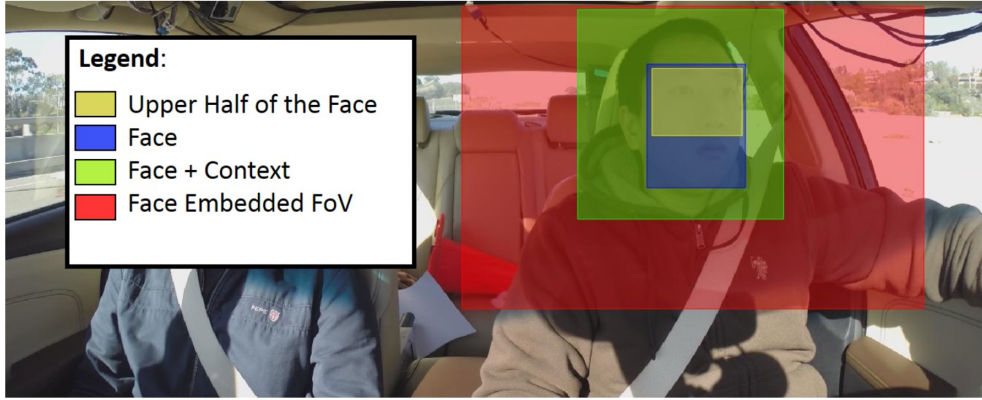 Legend:
Upper Half of the Face
Face
Face + Context
Face Embedded FoV